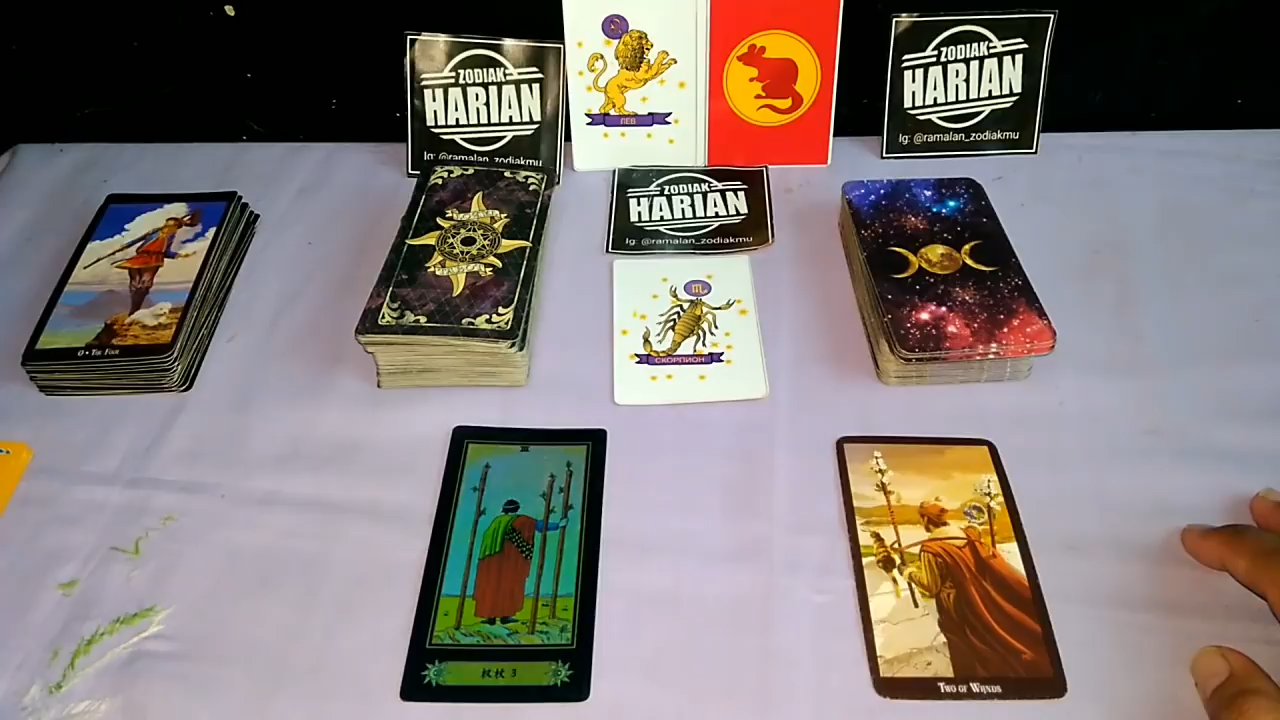 ZODIAK
HARIAN
Ig: @ramalan_zodiakmu
ЛЕВ
ZODIAK
HARIAN
Ig: @ramalan_zodiakmu
ZODIAK
HARIAN
Ig: @ramalan_zodiakmu
СКОРПИОН
0 • The Fool
III
权杖 3
Two of Wands